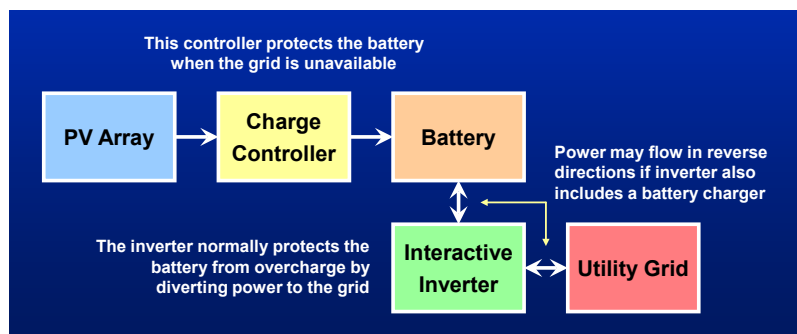 This controller protects the battery
when the grid is unavailable
PV Array
Charge
Controller
Battery
Power may flow in reverse
directions if inverter also
includes a battery charger
The inverter normally protects the
battery from overcharge by
diverting power to the grid
Interactive
Inverter
Utility Grid